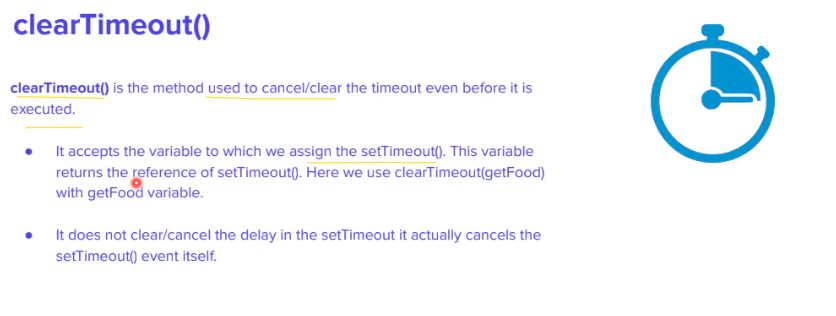 clearTimeout()
clearTimeout() is the method used to cancel/clear the timeout even before it is
executed.
● It accepts the variable to which we assign the setTimeout(). This variable
returns the reference of setTimeout(). Here we use clearTimeout(getFood)
with getFood variable.
● It does not clear/cancel the delay in the setTimeout it actually cancels the
setTimeout() event itself.